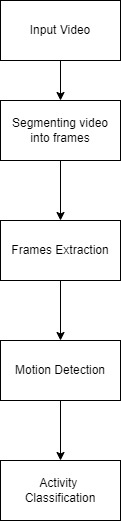 Input Video
Segmenting video
into frames
Frames Extraction
Motion Detection
Activity
Classification